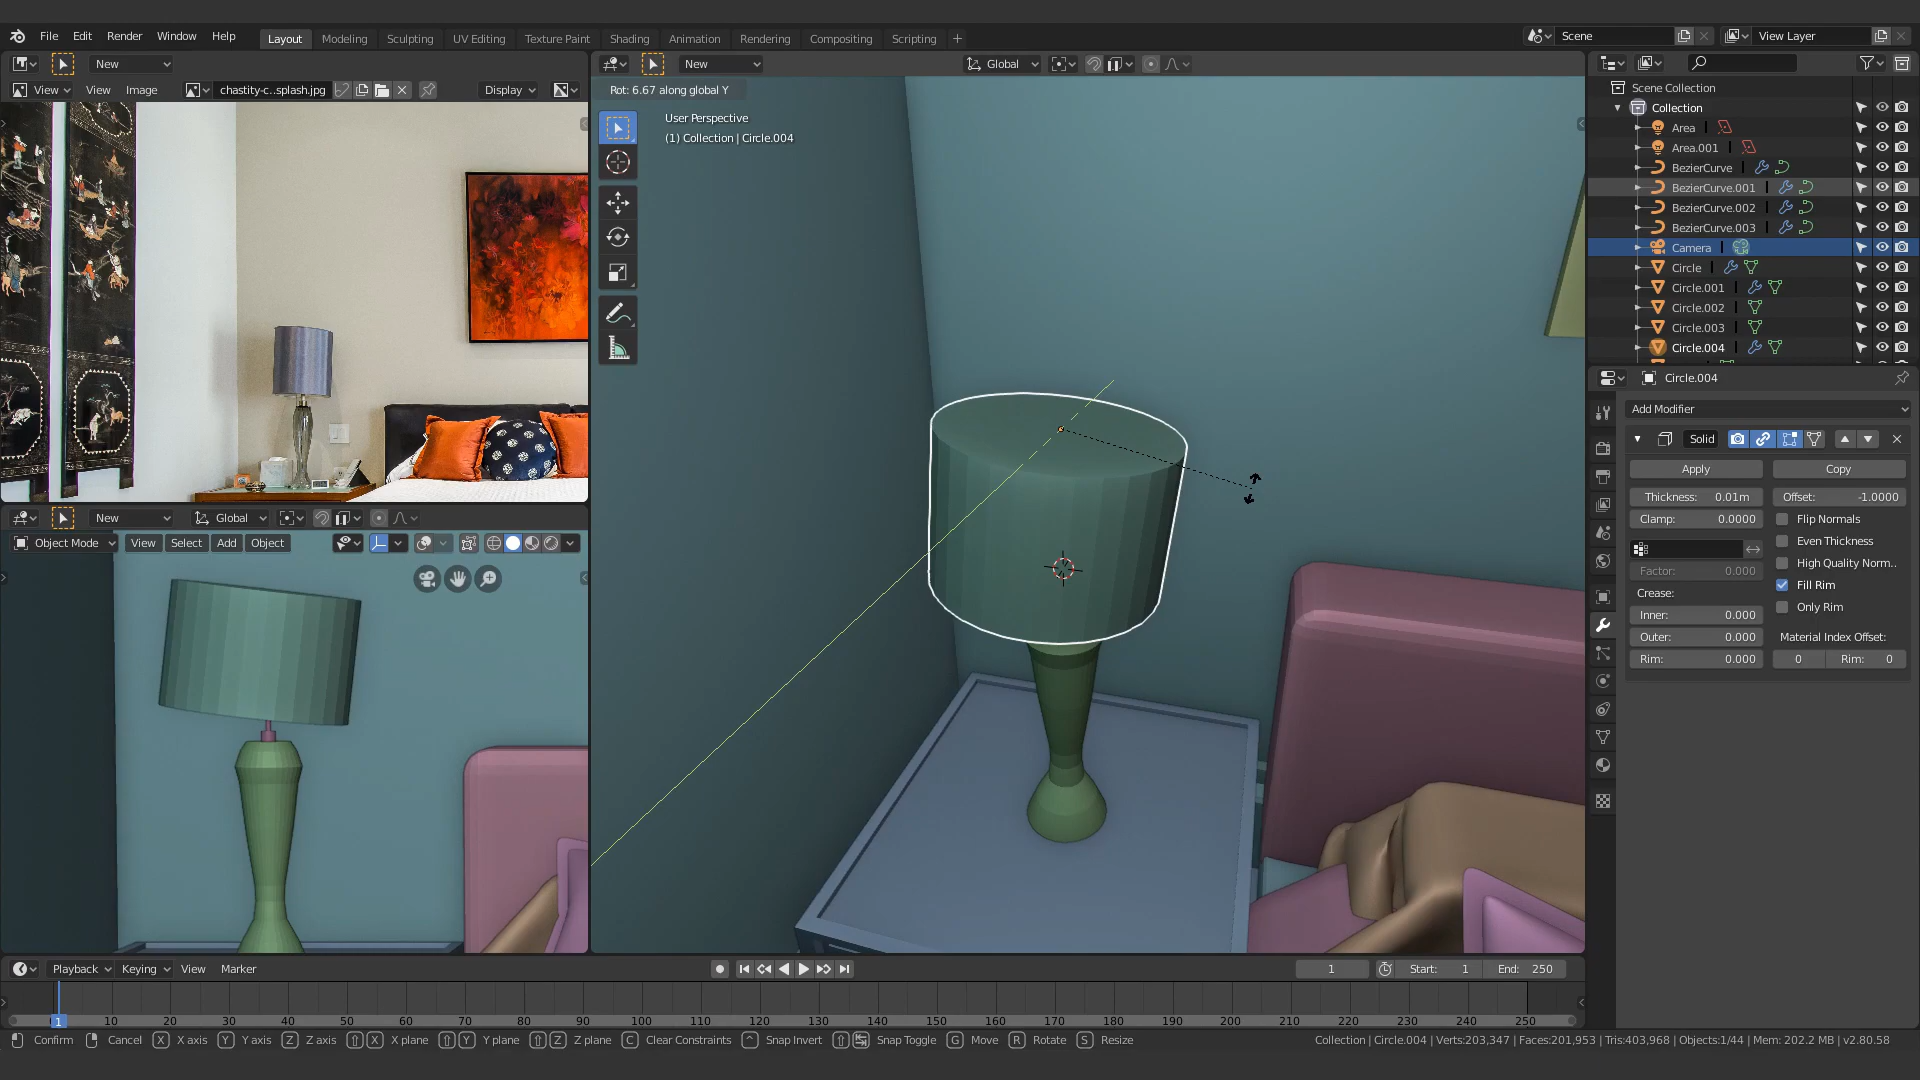 File Edit Render Window Help Layout Modeling Sculpting UV Editing Texture Paint Shading Animation Rendering Compositing Scripting + Scene View Layer
New New Global
View View Image chastity-c..splash.jpg Display Rot: 6.67 along global Y
Scene Collection
Collection
User Perspective
(1) Collection | Circle.004
Area
Area.001
BezierCurve
BezierCurve.001
BezierCurve.002
BezierCurve.003
Camera
Circle
Circle.001
Circle.002
Circle.003
Circle.004
Circle.004
Add Modifier
Solid
Apply Copy
Thickness: 0.01m Offset: -1.0000
Clamp: 0.0000 Flip Normals
Even Thickness
High Quality Norm..
Factor: 0.000
Fill Rim
Crease:
Only Rim
Inner: 0.000
Outer: 0.000 Material Index Offset:
Rim: 0.000 0 Rim: 0
New Global
Object Mode View Select Add Object
Playback Keying View Marker 1 Start: 1 End: 250
1 10 20 30 40 50 60 70 80 90 100 110 120 130 140 150 160 170 180 190 200 210 220 230 240 250
Confirm Cancel X X axis Y Y axis Z Z axis X X plane Y Y plane Z Z plane C Clear Constraints ^ Snap Invert Snap Toggle G Move R Rotate S Resize Collection | Circle.004 | Verts:203,347 | Faces:201,953 | Tris:403,968 | Objects:1/44 | Mem: 202.2 MB | v2.80.58